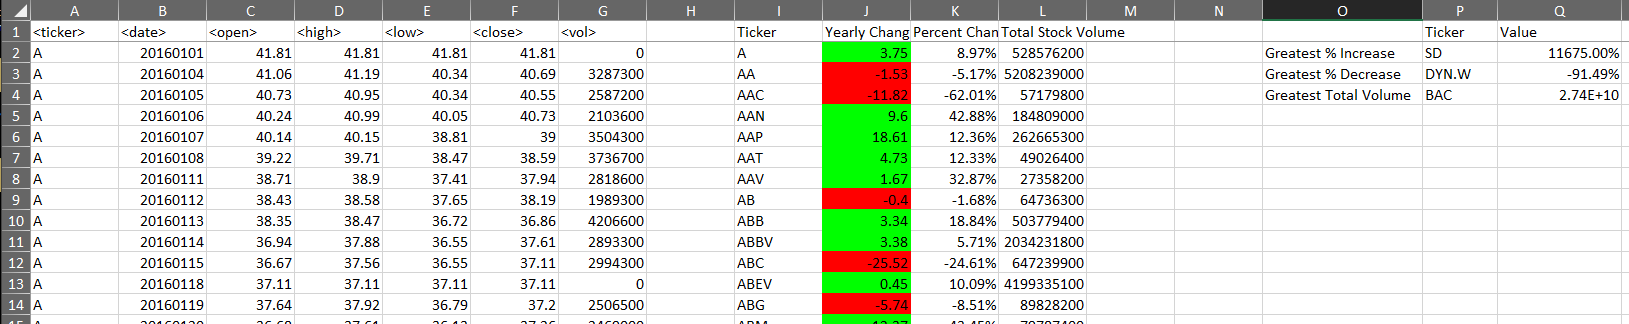 A B C D E F G H I J K L M N O P Q
1 <ticker> <date> <open> <high> <low> <close> <vol> Ticker Yearly Chang Percent Chan Total Stock Volume Ticker Value
2 A 20160101 41.81 41.81 41.81 41.81 0 A 3.75 8.97% 528576200 Greatest % Increase SD 11675.00%
3 A 20160104 41.06 41.19 40.34 40.69 3287300 AA -1.53 -5.17% 5208239000 Greatest % Decrease DYN.W -91.49%
4 A 20160105 40.73 40.95 40.34 40.55 2587200 AAC -11.82 -62.01% 57179800 Greatest Total Volume BAC 2.74E+10
5 A 20160106 40.24 40.99 40.05 40.73 2103600 AAN 9.6 42.88% 184809000
6 A 20160107 40.14 40.15 38.81 39 3504300 AAP 18.61 12.36% 262665300
7 A 20160108 39.22 39.71 38.47 38.59 3736700 AAT 4.73 12.33% 49026400
8 A 20160111 38.71 38.9 37.41 37.94 2818600 AAV 1.67 32.87% 27358200
9 A 20160112 38.43 38.58 37.65 38.19 1989300 AB -0.4 -1.68% 64736300
10 A 20160113 38.35 38.47 36.72 36.86 4206600 ABB 3.34 18.84% 503779400
11 A 20160114 36.94 37.88 36.55 37.61 2893300 ABBV 3.38 5.71% 2034231800
12 A 20160115 36.67 37.56 36.55 37.11 2994300 ABC -25.52 -24.61% 647239900
13 A 20160118 37.11 37.11 37.11 37.11 0 ABEV 0.45 10.09% 4199335100
14 A 20160119 37.64 37.92 36.79 37.2 2506500 ABG -5.74 -8.51% 89828200